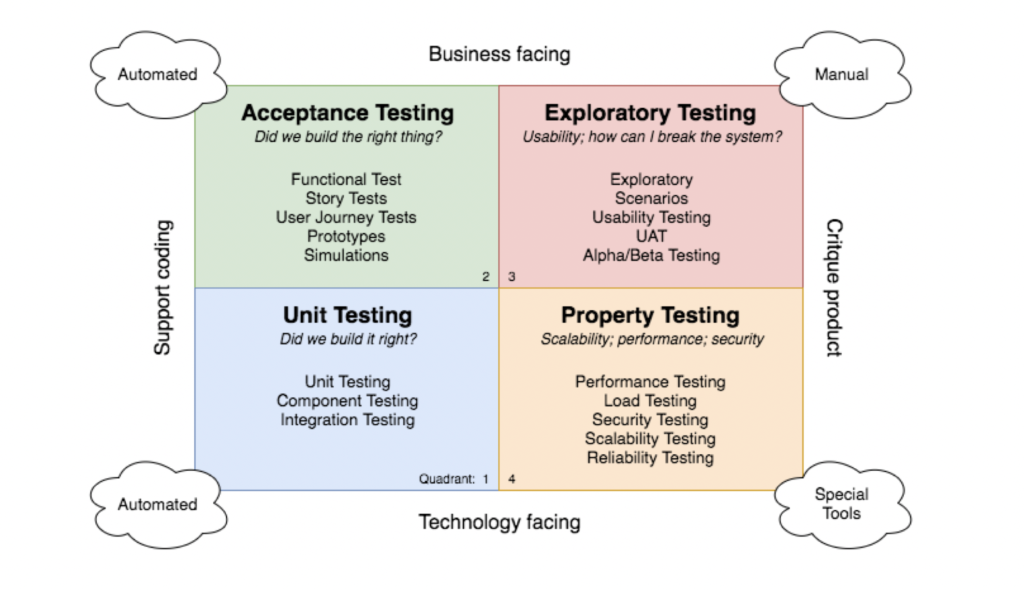 Business facing
Automated
Manual
Acceptance Testing
Did we build the right thing?
Functional Test
Story Tests
User Journey Tests
Prototypes
Simulations
2
Exploratory Testing
Usability; how can I break the system?
Exploratory
Scenarios
Usability Testing
UAT
Alpha/Beta Testing
3
Support coding
Critque product
Unit Testing
Did we build it right?
Unit Testing
Component Testing
Integration Testing
Quadrant: 1
Property Testing
Scalability; performance; security
Performance Testing
Load Testing
Security Testing
Scalability Testing
Reliability Testing
4
Automated
Special
Tools
Technology facing